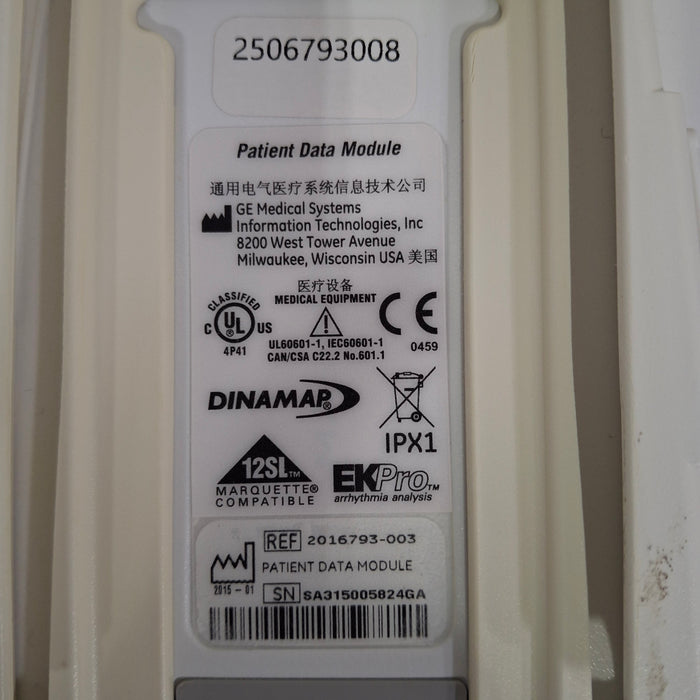 2506793008
Patient Data Module
通用电气医疗系统信息技术公司
GE Medical Systems
Information Technologies, Inc
8200 West Tower Avenue
Milwaukee, Wisconsin USA 美国
医疗设备
MEDICAL EQUIPMENT
CLASSIFIED
C UL US
4P41
UL60601-1, IEC60601-1
CAN/CSA C22.2 No.601.1
CE
0459
DINAMAP®
IPX1
12SL™
MARQUETTE®
COMPATIBLE
EKPro™
arrhythmia analysis
REF 2016793-003
PATIENT DATA MODULE
2015-01
SN SA315005824GA